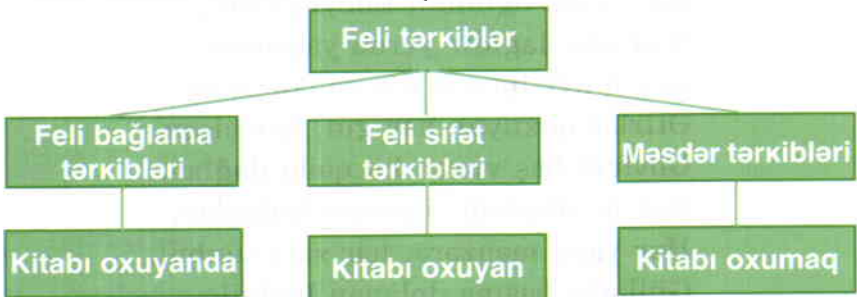 Feli tərkiblər
Feli bağlama
tərkibləri
Feli sifət
tərkibləri
Məsdər tərkibləri
Kitabı oxuyanda
Kitabı oxuyan
Kitabı oxumaq